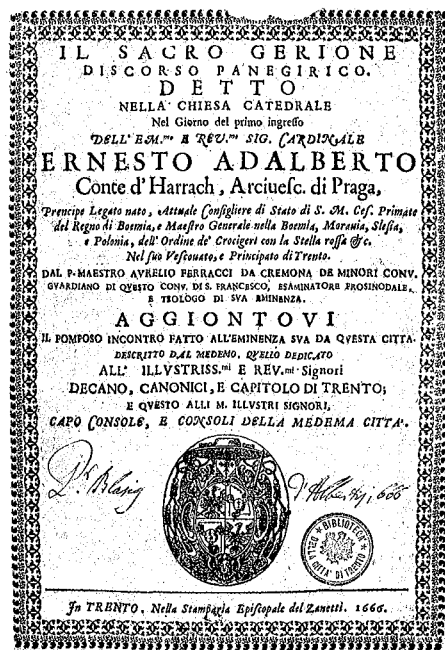 IL SACRO GERIONE
DISCORSO PANEGIRICO.
DETTO
NELLA' CHIESA CATEDRALE
Nel Giorno del primo ingresso
DELL'EM.mo E REV.mo SIG. CARDINALE
ERNESTO ADALBERTO
Conte d'Harrach, Arciuesc. di Praga,
Prencipe Legato nato, Attuale Consigliere di Stato di S. M. Ces. Primate
del Regno di Boemia, e Maestro Generale nella Boemia, Morauia, Slesia,
e Polonia, dell'Ordine de' Crocigeri con la Stella rossa &c.
Nel suo Vescouato, e Principato di Trento.
DAL P. MAESTRO AVRELIO FERRACCI DA CREMONA DE MINORI CONV.
GVARDIANO DI QVESTO CONV. DI S. FRANCESCO, ESAMINATORE PROSINODALE,
E TEOLOGO DI SVA EMINENZA.
AGGIONTOVI
IL POMPOSO INCONTRO FATTO ALL'EMINENZA SVA DA QVESTA CITTA.
DESCRITTO DAL MEDEMO, QVELLO DEDICATO
ALL' ILLVSTRISS.mi E REV.mi Signori
DECANO, CANONICI, E CAPITOLO DI TRENTO;
E QVESTO ALLI M. ILLVSTRI SIGNORI,
CAPO CONSOLE, E CONSOLI DELLA MEDEMA CITTA'.
BIBLIOTECA
DELLA CITTÀ DI TRENTO
In TRENTO, Nella Stamparia Episcopale del Zanetti. 1666.